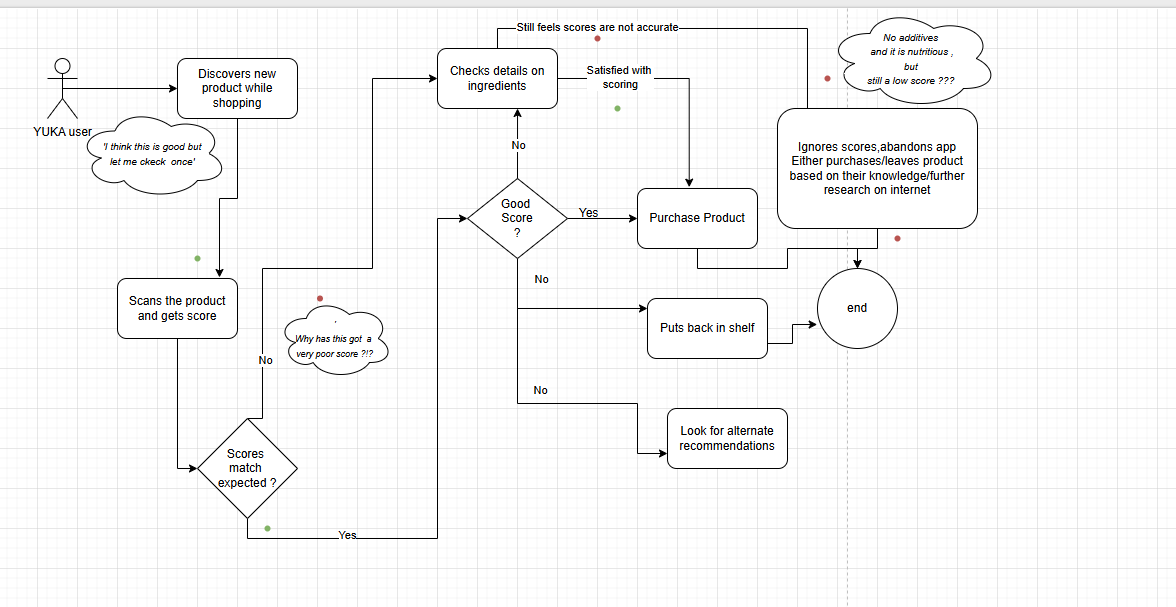 Still feels scores are not accurate
No additives
and it is nutritious ,
but
still a low score ???
Discovers new
product while
shopping
Checks details on
ingredients
Satisfied with
scoring
YUKA user
'I think this is good but
let me ckeck once'
No
Ignores scores,abandons app
Either purchases/leaves product
based on their knowledge/further
research on internet
Good
Score
?
Yes
Purchase Product
No
Scans the product
and gets score
end
'
Why has this got a
very poor score ?!?
Puts back in shelf
No
No
Look for alternate
recommendations
Scores
match
expected ?
Yes